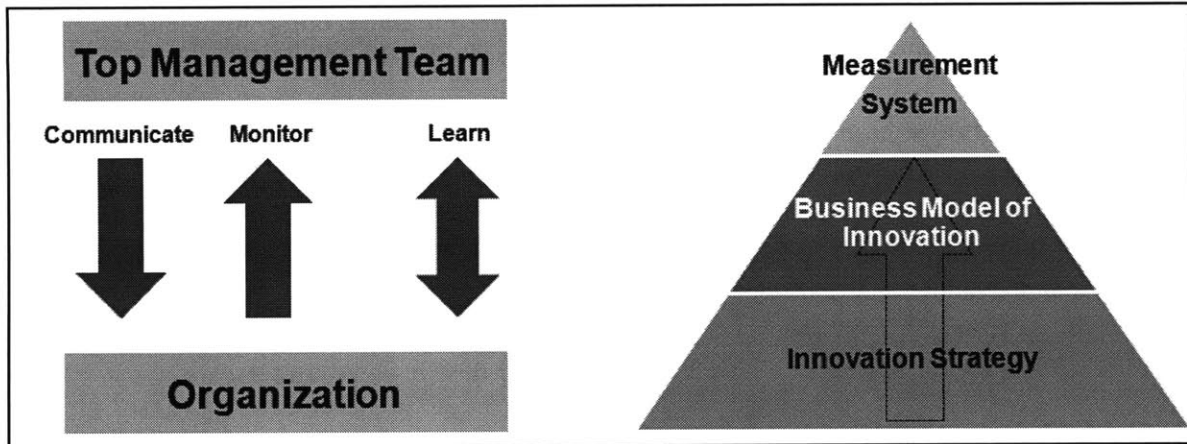 Top Management Team
Communicate
Monitor
Learn
Organization
Measurement
System
Business Model of
Innovation
Innovation Strategy